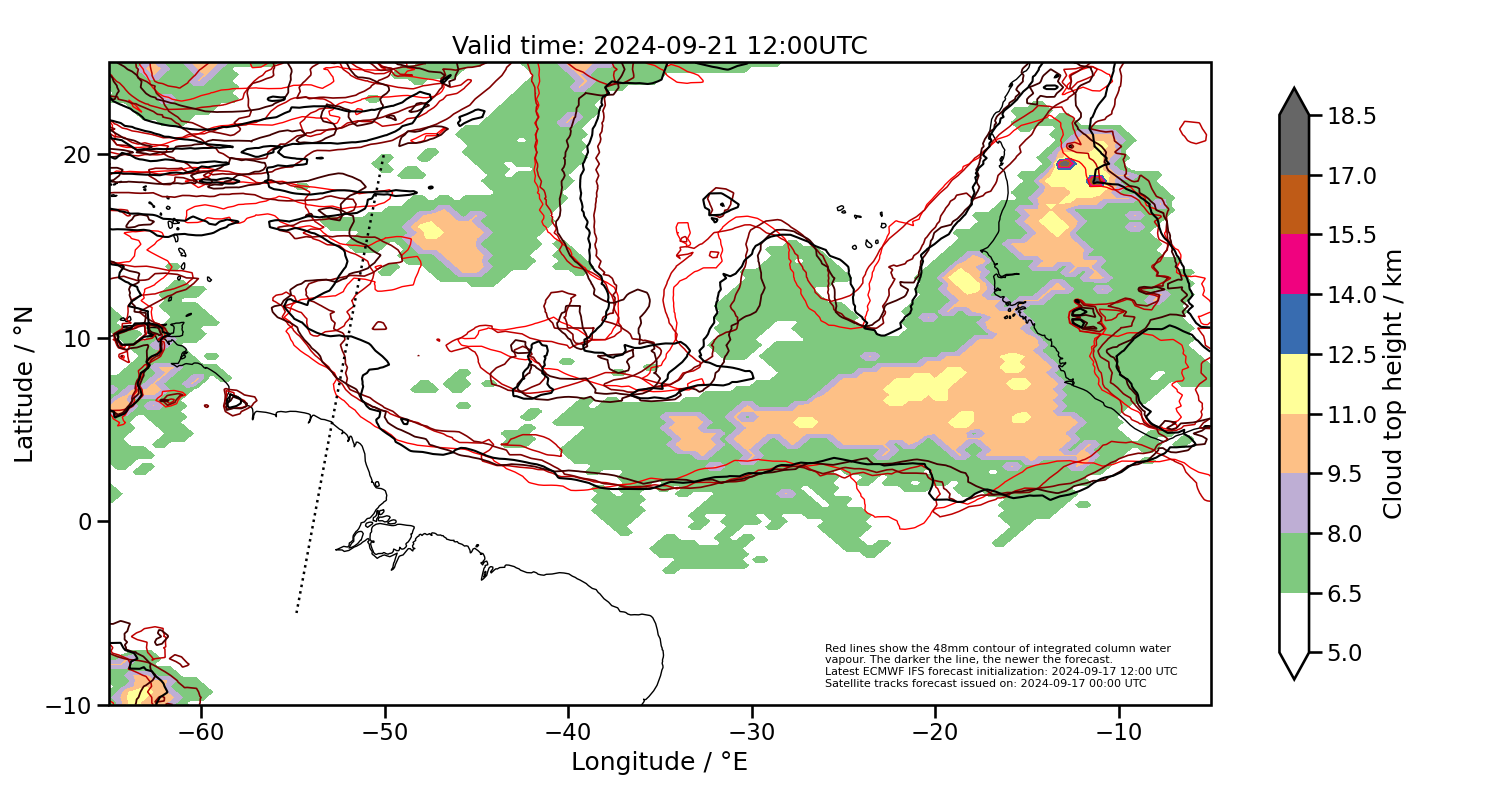 Valid time: 2024-09-21 12:00UTC
Latitude / °N
20
10
0
−10
−60
−50
−40
−30
−20
−10
Longitude / °E
Red lines show the 48mm contour of integrated column water
vapour. The darker the line, the newer the forecast.
Latest ECMWF IFS forecast initialization: 2024-09-17 12:00 UTC
Satellite tracks forecast issued on: 2024-09-17 00:00 UTC
18.5
17.0
15.5
14.0
12.5
11.0
9.5
8.0
6.5
5.0
Cloud top height / km